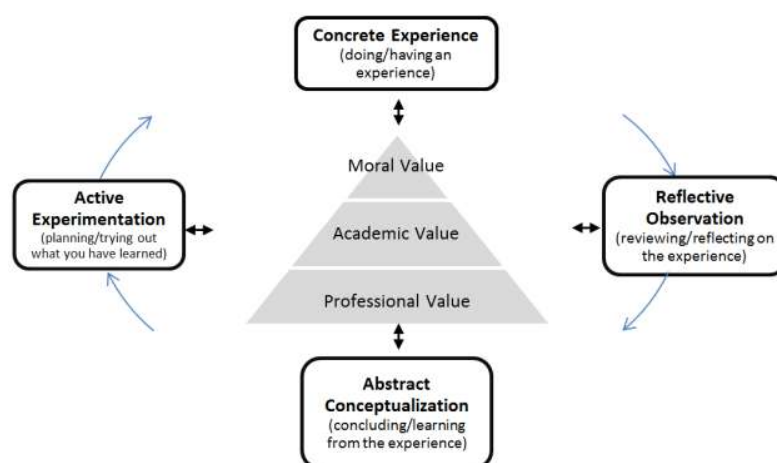 Concrete Experience
(doing/having an
experience)
Moral Value
Active
Experimentation
(planning/trying out
what you have learned)
Academic Value
Reflective
Observation
(reviewing/reflecting on
the experience)
Professional Value
Abstract
Conceptualization
(concluding/learning
from the experience)